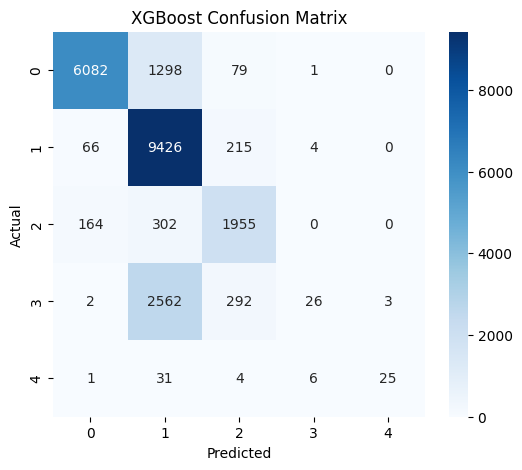 XGBoost Confusion Matrix
0 6082 1298 79 1 0
1 66 9426 215 4 0
2 164 302 1955 0 0
3 2 2562 292 26 3
4 1 31 4 6 25
0 1 2 3 4
Actual
Predicted
8000
6000
4000
2000
0